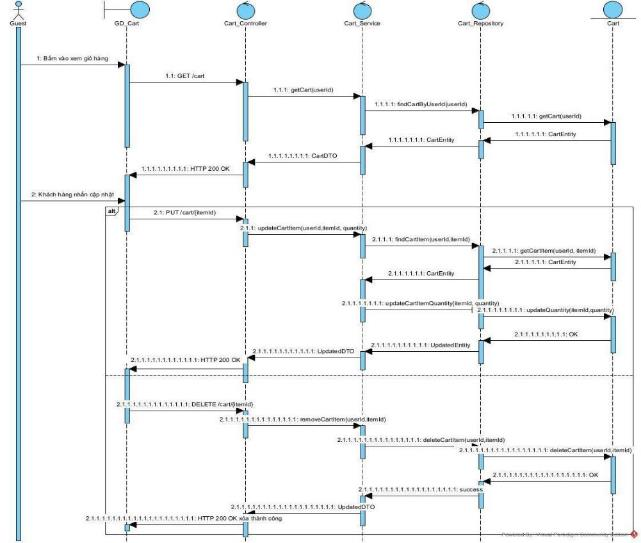 Guest
GD_Cart
Cart_Controller
Cart_Service
Cart_Repository
Cart
1: Bấm vào xem giỏ hàng
1.1: GET /cart
1.1.1: getCart(userId)
1.1.1.1: findCartByUserId(userId)
1.1.1.1.1: getCart(userId)
1.1.1.1.1.1: CartEntity
1.1.1.1.1.1.1: CartEntity
1.1.1.1.1.1.1.1: CartDTO
1.1.1.1.1.1.1.1.1: HTTP 200 OK
2: Khách hàng nhấn cập nhật
alt
2.1: PUT /cart/{itemId}
2.1.1: updateCartItem(userId,itemId, quantity)
2.1.1.1: findCartItem(userId,itemId)
2.1.1.1.1: getCartItem(userId, itemId)
2.1.1.1.1.1: CartEntity
2.1.1.1.1.1.1: CartEntity
2.1.1.1.1.1.1.1: updateCartItemQuantity(itemId, quantity)
2.1.1.1.1.1.1.1.1: updateQuantity(itemId,quantity)
2.1.1.1.1.1.1.1.1.1: OK
2.1.1.1.1.1.1.1.1.1.1: UpdatedEntity
2.1.1.1.1.1.1.1.1.1.1.1: UpdatedDTO
2.1.1.1.1.1.1.1.1.1.1.1.1: HTTP 200 OK
2.1.1.1.1.1.1.1.1.1.1.1.1.1: DELETE /cart/{itemId}
2.1.1.1.1.1.1.1.1.1.1.1.1.1.1: removeCartItem(userId,itemId)
2.1.1.1.1.1.1.1.1.1.1.1.1.1.1.1: deleteCartItem(userId,itemId)
2.1.1.1.1.1.1.1.1.1.1.1.1.1.1.1.1: deleteCart(userId,itemId)
2.1.1.1.1.1.1.1.1.1.1.1.1.1.1.1.1.1: OK
2.1.1.1.1.1.1.1.1.1.1.1.1.1.1.1.1.1.1: success
2.1.1.1.1.1.1.1.1.1.1.1.1.1.1.1.1.1.1.1: UpdatedDTO
2.1.1.1.1.1.1.1.1.1.1.1.1.1.1.1.1.1.1.1.1: HTTP 200 OK xóa thành công
Powered By: Visual Paradigm Community Edition